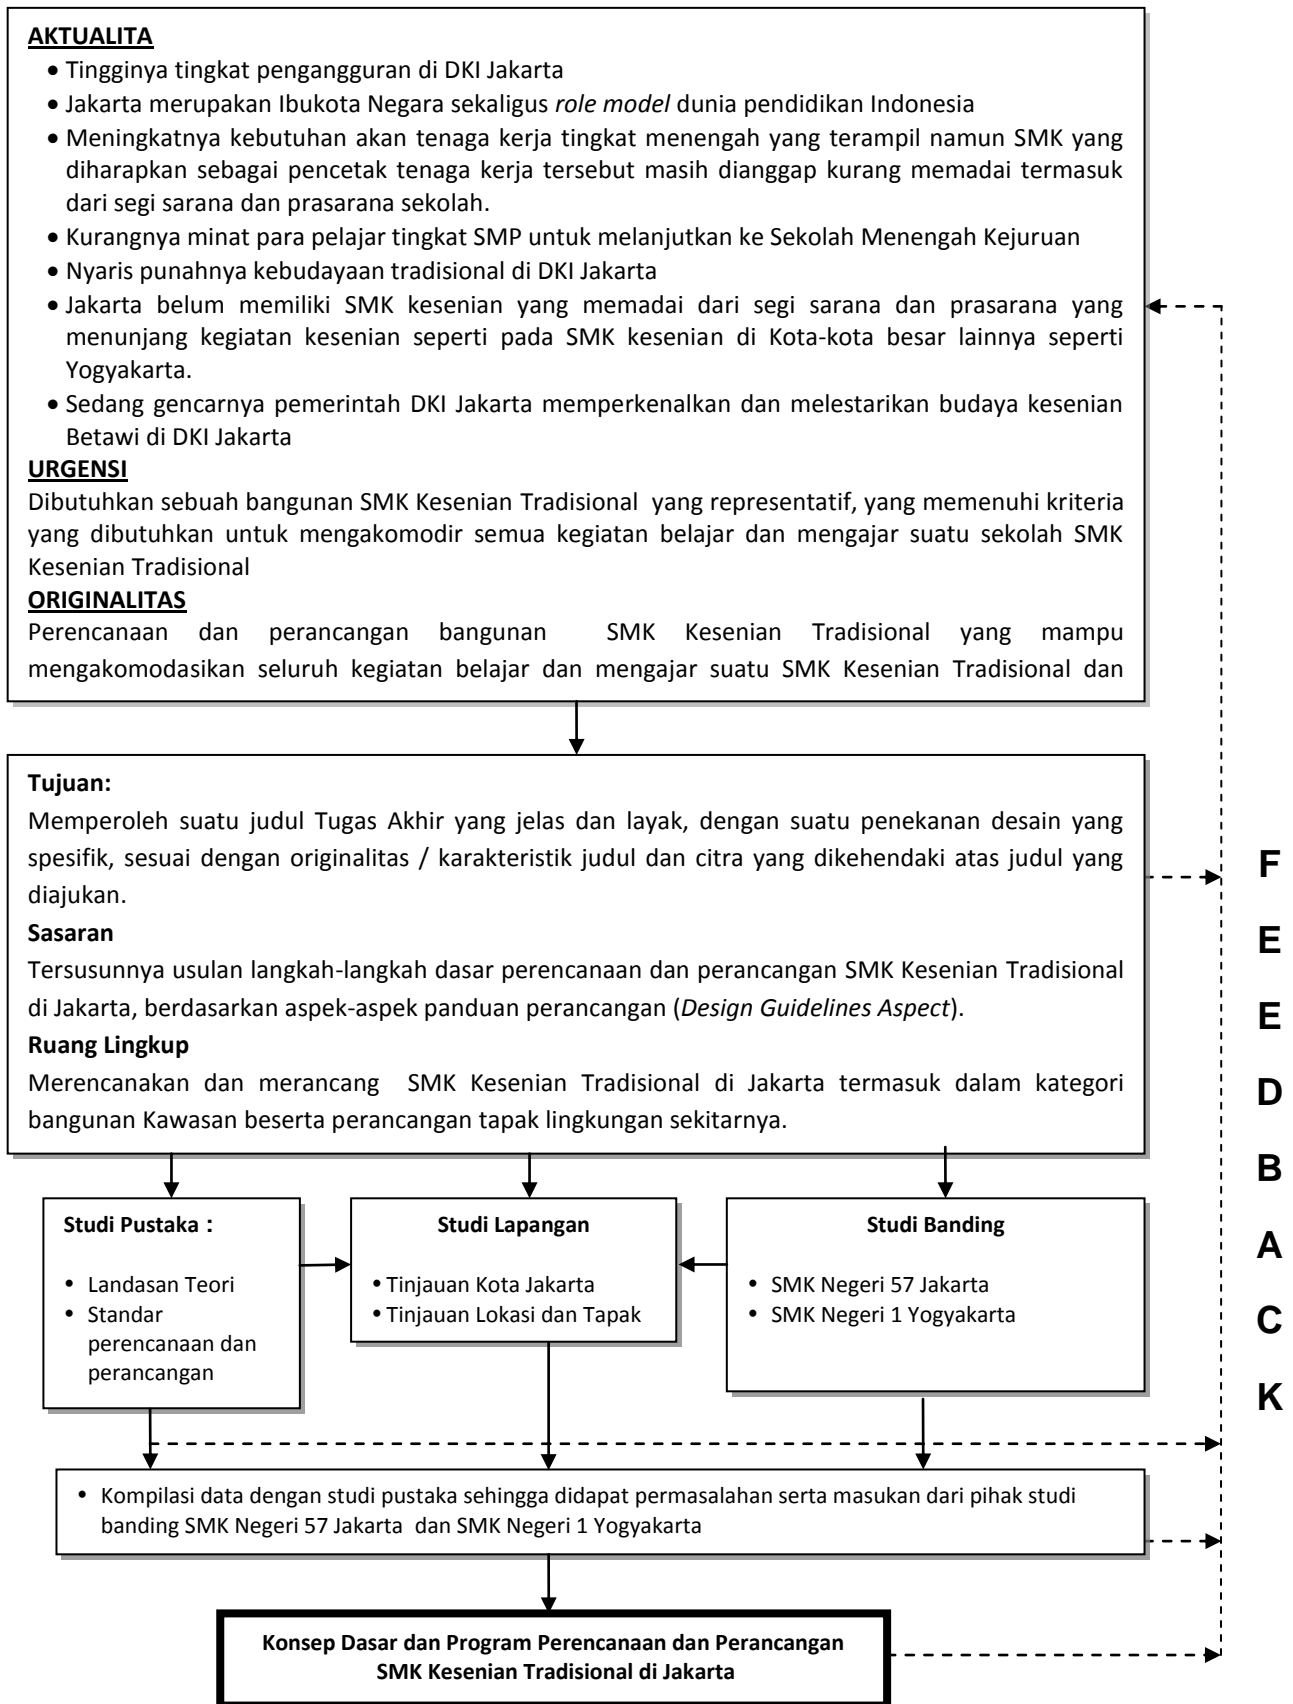 AKTUALITA
• Tingginya tingkat pengangguran di DKI Jakarta
• Jakarta merupakan Ibukota Negara sekaligus role model dunia pendidikan Indonesia
• Meningkatnya kebutuhan akan tenaga kerja tingkat menengah yang terampil namun SMK yang
diharapkan sebagai pencetak tenaga kerja tersebut masih dianggap kurang memadai termasuk
dari segi sarana dan prasarana sekolah.
• Kurangnya minat para pelajar tingkat SMP untuk melanjutkan ke Sekolah Menengah Kejuruan
• Nyaris punahnya kebudayaan tradisional di DKI Jakarta
• Jakarta belum memiliki SMK kesenian yang memadai dari segi sarana dan prasarana yang
menunjang kegiatan kesenian seperti pada SMK kesenian di Kota-kota besar lainnya seperti
Yogyakarta.
• Sedang gencarnya pemerintah DKI Jakarta memperkenalkan dan melestarikan budaya kesenian
Betawi di DKI Jakarta
URGENSI
Dibutuhkan sebuah bangunan SMK Kesenian Tradisional yang representatif, yang memenuhi kriteria
yang dibutuhkan untuk mengakomodir semua kegiatan belajar dan mengajar suatu sekolah SMK
Kesenian Tradisional
ORIGINALITAS
Perencanaan dan perancangan bangunan SMK Kesenian Tradisional yang mampu
mengakomodasikan seluruh kegiatan belajar dan mengajar suatu SMK Kesenian Tradisional dan
Tujuan:
Memperoleh suatu judul Tugas Akhir yang jelas dan layak, dengan suatu penekanan desain yang
spesifik, sesuai dengan originalitas / karakteristik judul dan citra yang dikehendaki atas judul yang
diajukan.
Sasaran
Tersusunnya usulan langkah-langkah dasar perencanaan dan perancangan SMK Kesenian Tradisional
di Jakarta, berdasarkan aspek-aspek panduan perancangan (Design Guidelines Aspect).
Ruang Lingkup
Merencanakan dan merancang SMK Kesenian Tradisional di Jakarta termasuk dalam kategori
bangunan Kawasan beserta perancangan tapak lingkungan sekitarnya.
Studi Pustaka :
• Landasan Teori
• Standar
perencanaan dan
perancangan
Studi Lapangan
• Tinjauan Kota Jakarta
• Tinjauan Lokasi dan Tapak
Studi Banding
• SMK Negeri 57 Jakarta
• SMK Negeri 1 Yogyakarta
• Kompilasi data dengan studi pustaka sehingga didapat permasalahan serta masukan dari pihak studi
banding SMK Negeri 57 Jakarta dan SMK Negeri 1 Yogyakarta
Konsep Dasar dan Program Perencanaan dan Perancangan
SMK Kesenian Tradisional di Jakarta
F
E
E
D
B
A
C
K